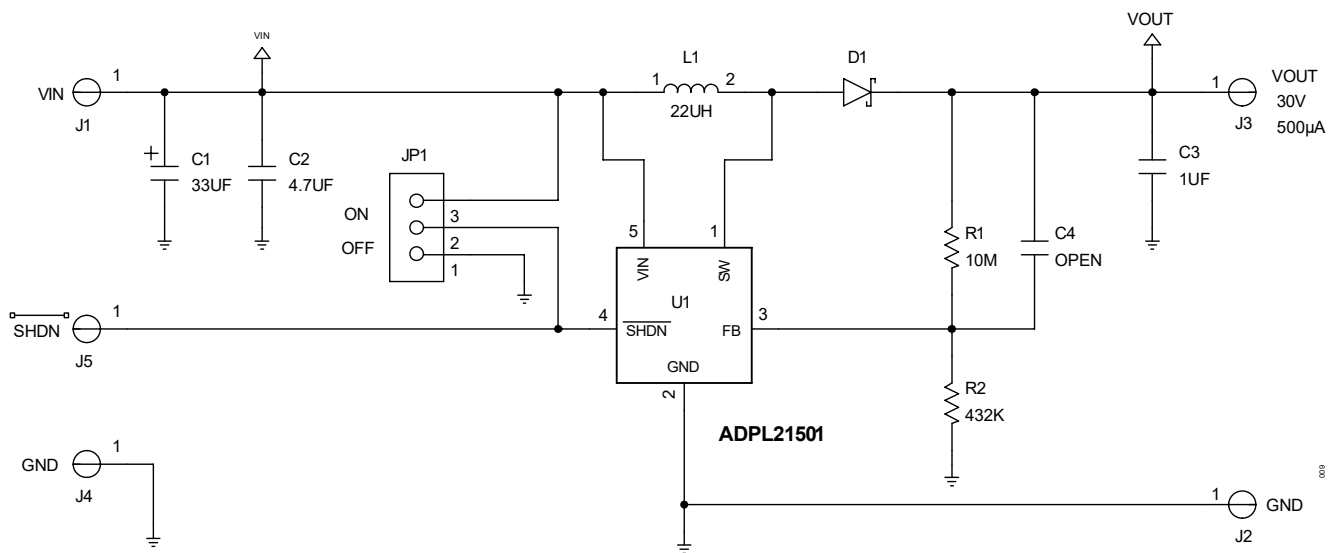 VIN
VOUT
1
VIN
J1
+
C1
33UF
C2
4.7UF
L1
1
2
22UH
D1
1
VOUT
30V
500µA
J3
C3
1UF
JP1
ON
OFF
3
2
1
5
1
VIN
SW
U1
4
SHDN
FB
3
GND
2
ADPL21501
R1
10M
C4
OPEN
R2
432K
1
SHDN
J5
1
GND
J4
1
GND
J2
009